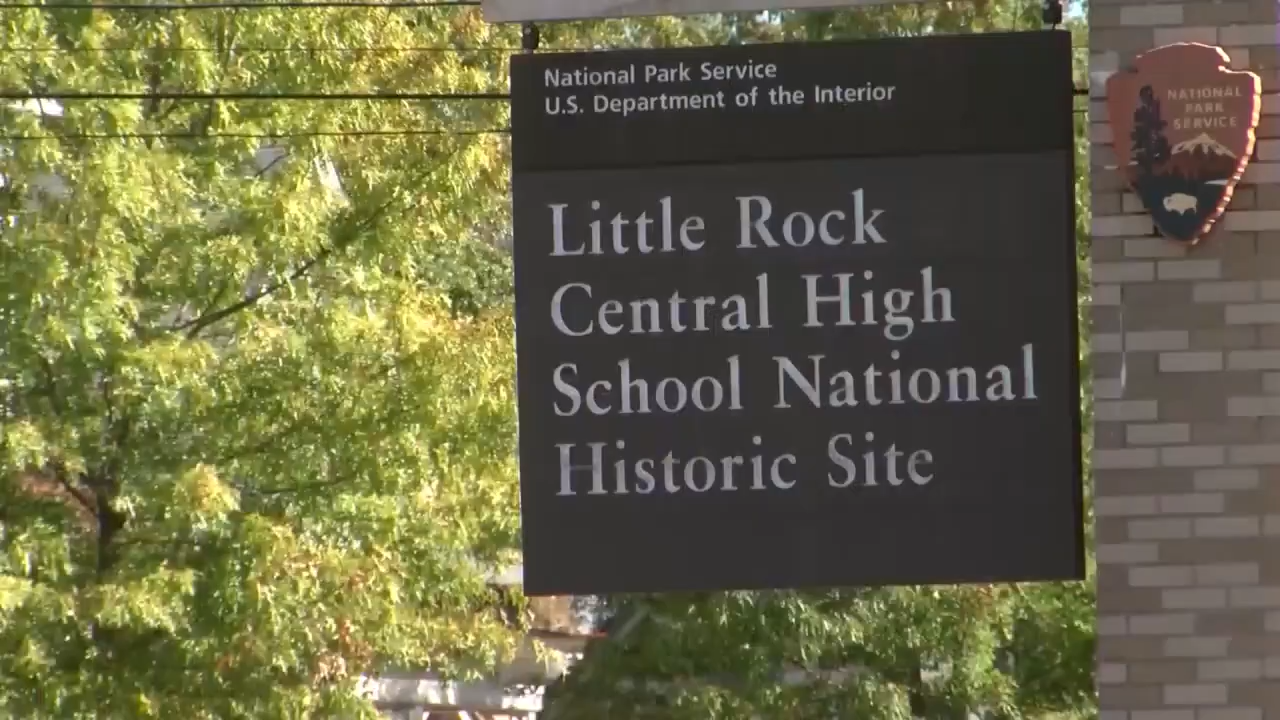 National Park Service
U.S. Department of the Interior
Little Rock
Central High
School National
Historic Site
NATIONAL
PARK
SERVICE